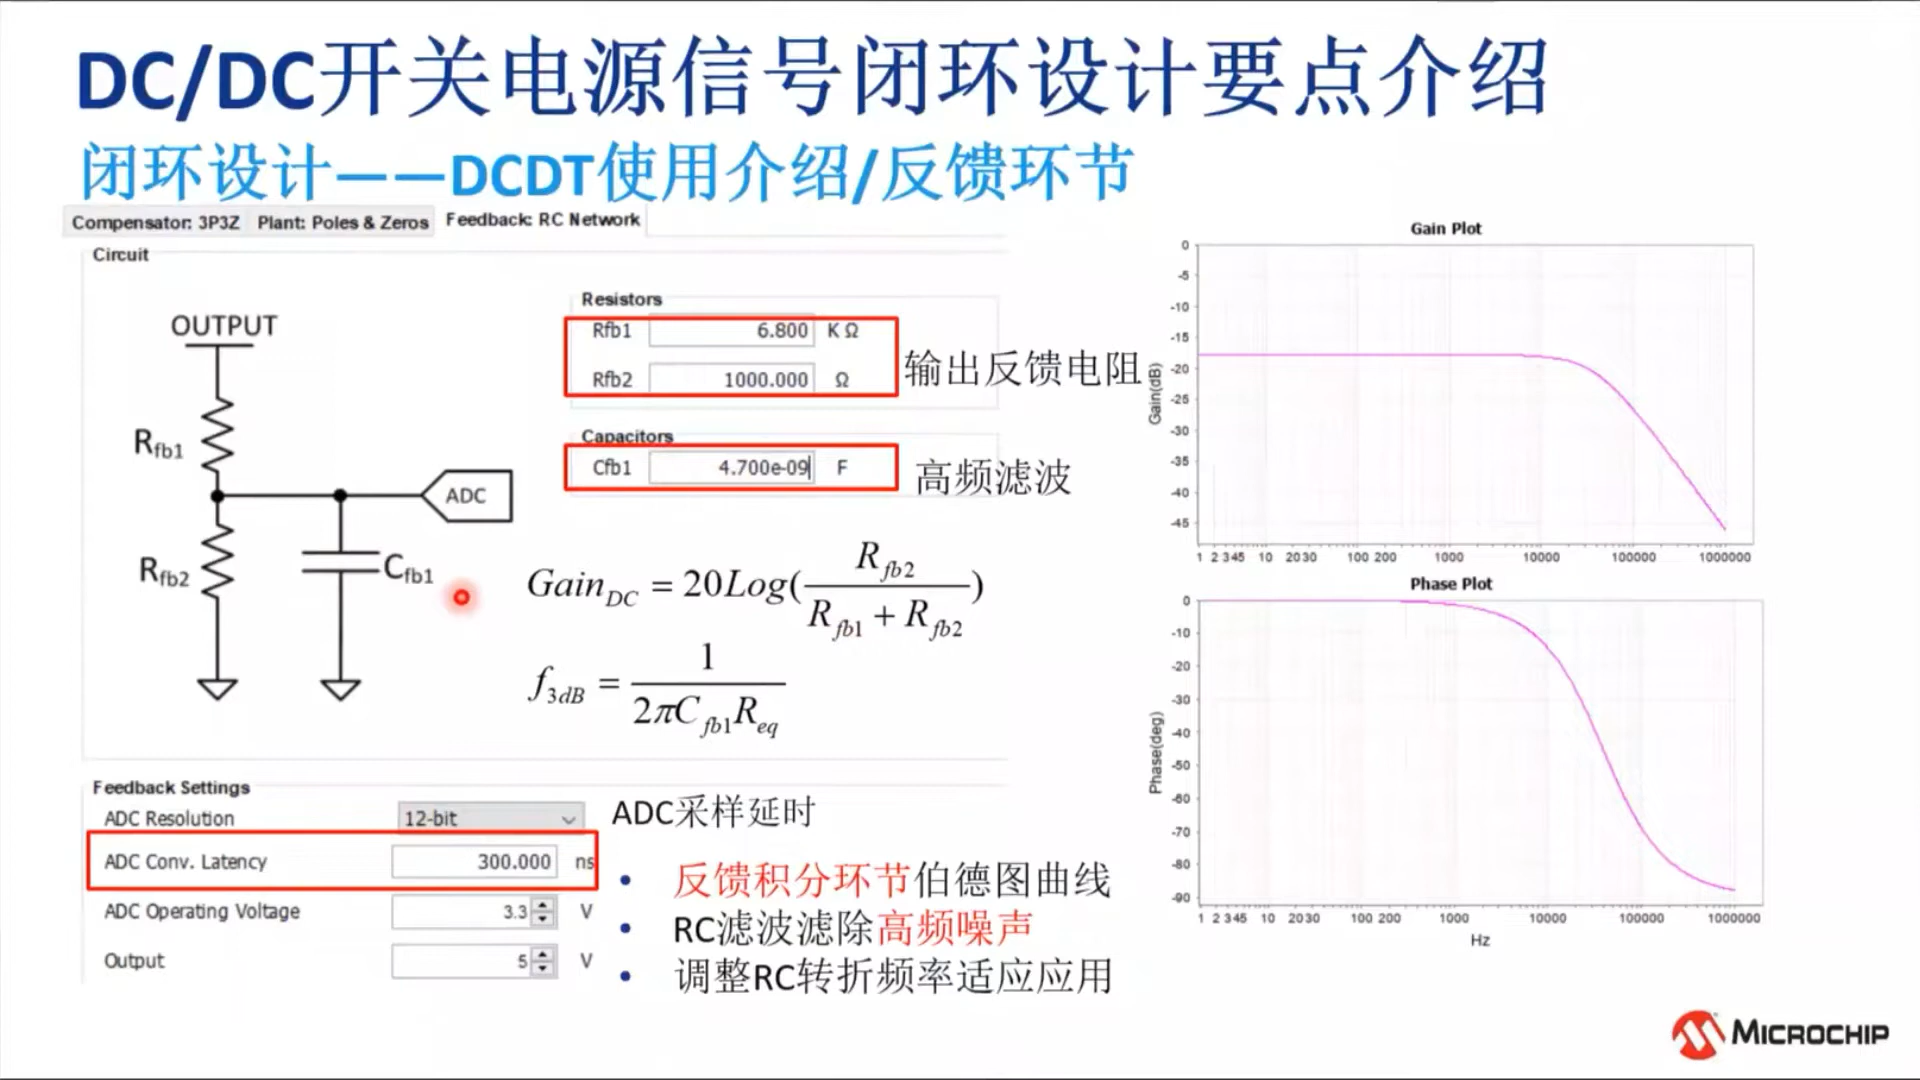 DC/DC开关电源信号闭环设计要点介绍
闭环设计——DCDT使用介绍/反馈环节
Compensator: 3P3Z Plant: Poles & Zeros Feedback: RC Network
Circuit
OUTPUT
Rfb1
Rfb2
Cfb1
ADC
Resistors
Rfb1 6.800 K Ω
Rfb2 1000.000 Ω
输出反馈电阻
Capacitors
Cfb1 4.700e-09 F
高频滤波
Gain_DC = 20Log(R_fb2 / (R_fb1 + R_fb2))
f_3dB = 1 / (2πC_fb1 R_eq)
Feedback Settings
ADC Resolution 12-bit
ADC采样延时
ADC Conv. Latency 300.000 ns
ADC Operating Voltage 3.3 V
Output 5 V
• 反馈积分环节伯德图曲线
• RC滤波滤除高频噪声
• 调整RC转折频率适应应用
Gain Plot
Gain(dB)
0
-5
-10
-15
-20
-25
-30
-35
-40
-45
1 2 3 4 5 10 20 30 100 200 1000 10000 100000 1000000
Phase Plot
Phase(deg)
0
-10
-20
-30
-40
-50
-60
-70
-80
-90
1 2 3 4 5 10 20 30 100 200 1000 10000 100000 1000000
Hz
MICROCHIP